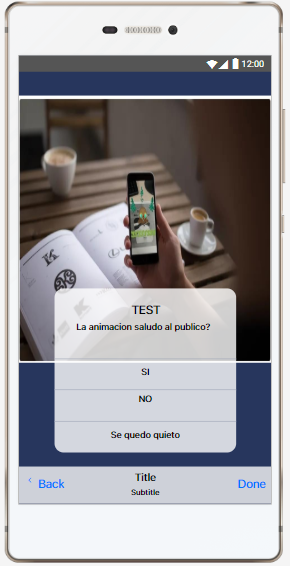 12:00
TEST
La animacion saludo al publico?
SI
NO
Se quedo quieto
‹ Back
Title
Done
Subtitle